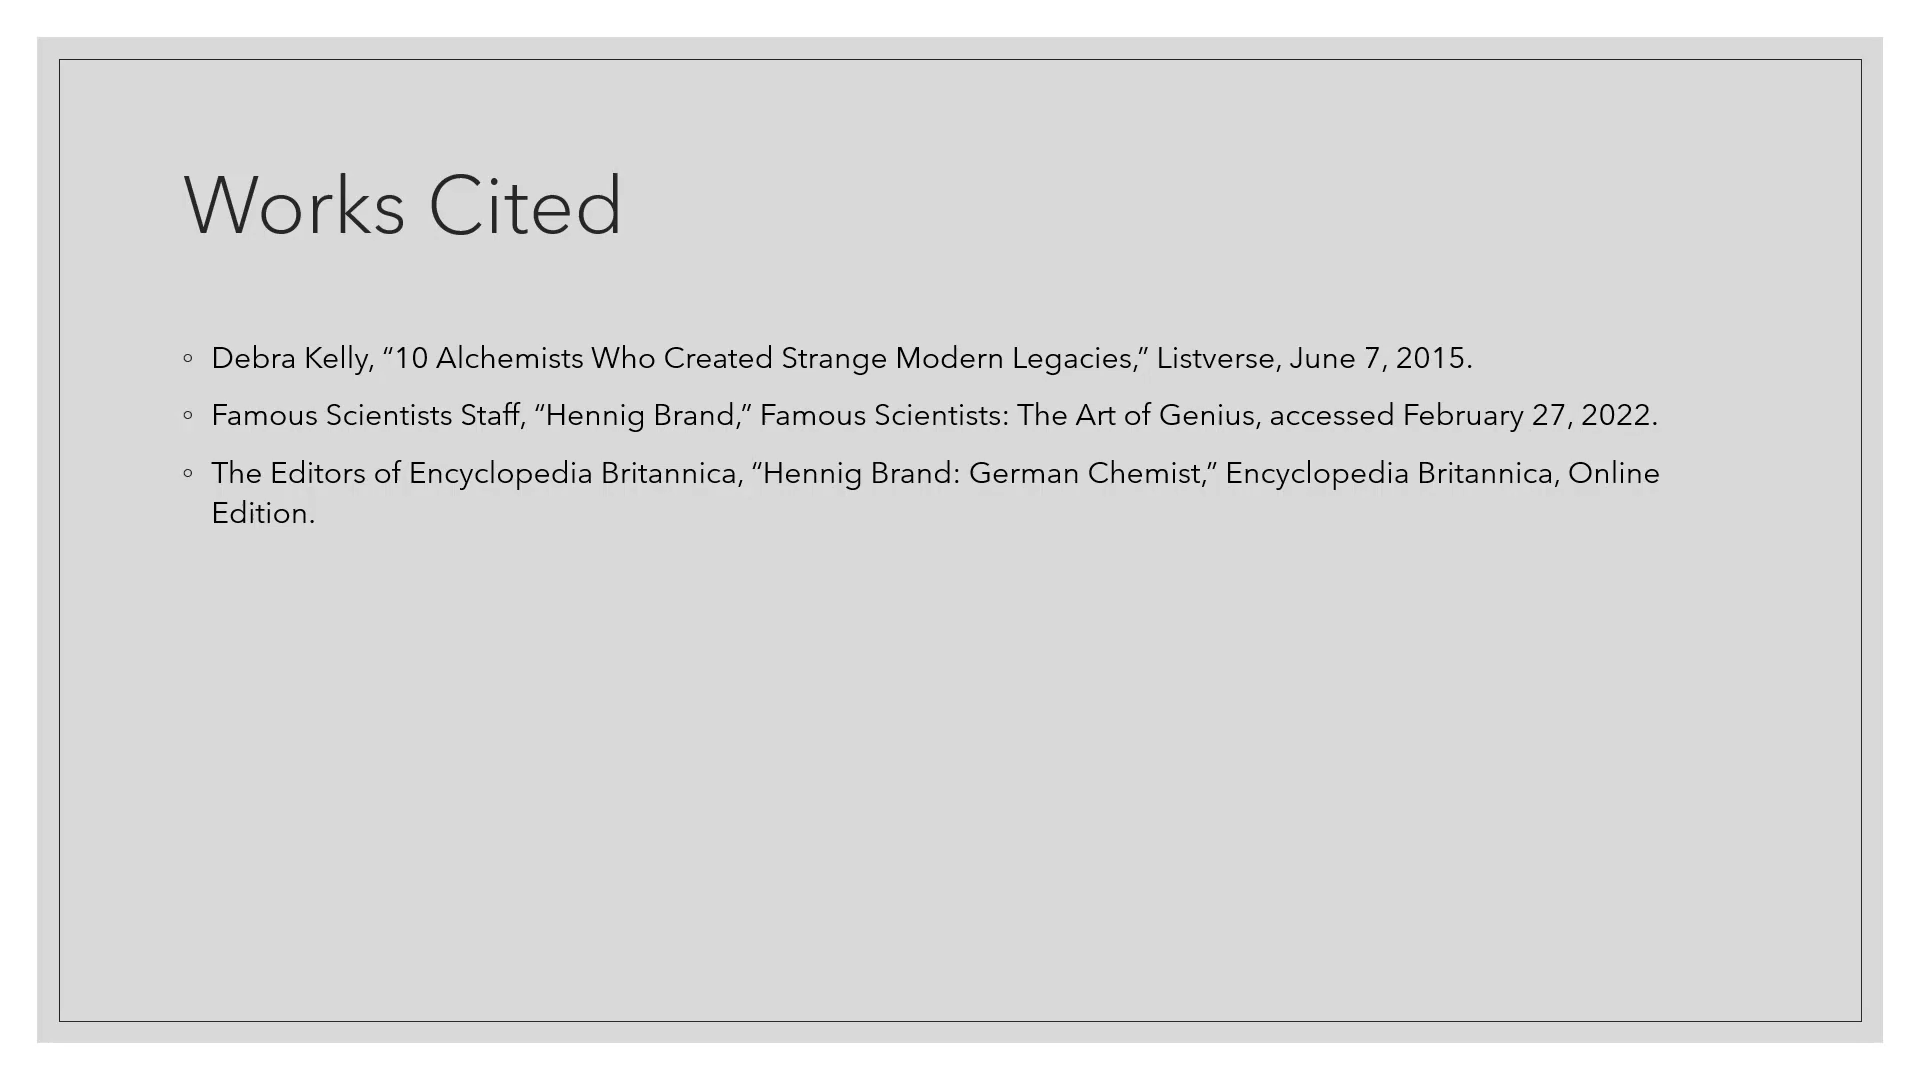 Works Cited
◦ Debra Kelly, “10 Alchemists Who Created Strange Modern Legacies,” Listverse, June 7, 2015.
◦ Famous Scientists Staff, “Hennig Brand,” Famous Scientists: The Art of Genius, accessed February 27, 2022.
◦ The Editors of Encyclopedia Britannica, “Hennig Brand: German Chemist,” Encyclopedia Britannica, Online
Edition.